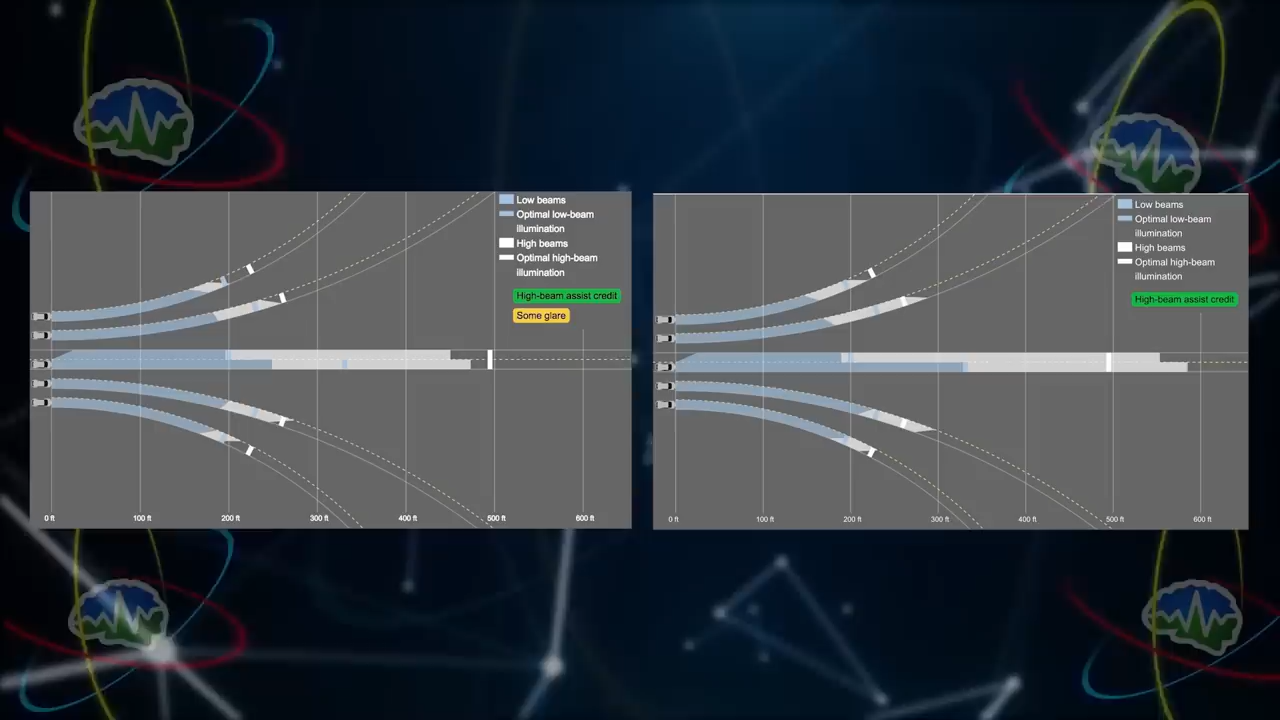 Low beams
Optimal low-beam
illumination
High beams
Optimal high-beam
illumination
High-beam assist credit
Some glare
0 ft 100 ft 200 ft 300 ft 400 ft 500 ft 600 ft
Low beams
Optimal low-beam
illumination
High beams
Optimal high-beam
illumination
High-beam assist credit
0 ft 100 ft 200 ft 300 ft 400 ft 500 ft 600 ft